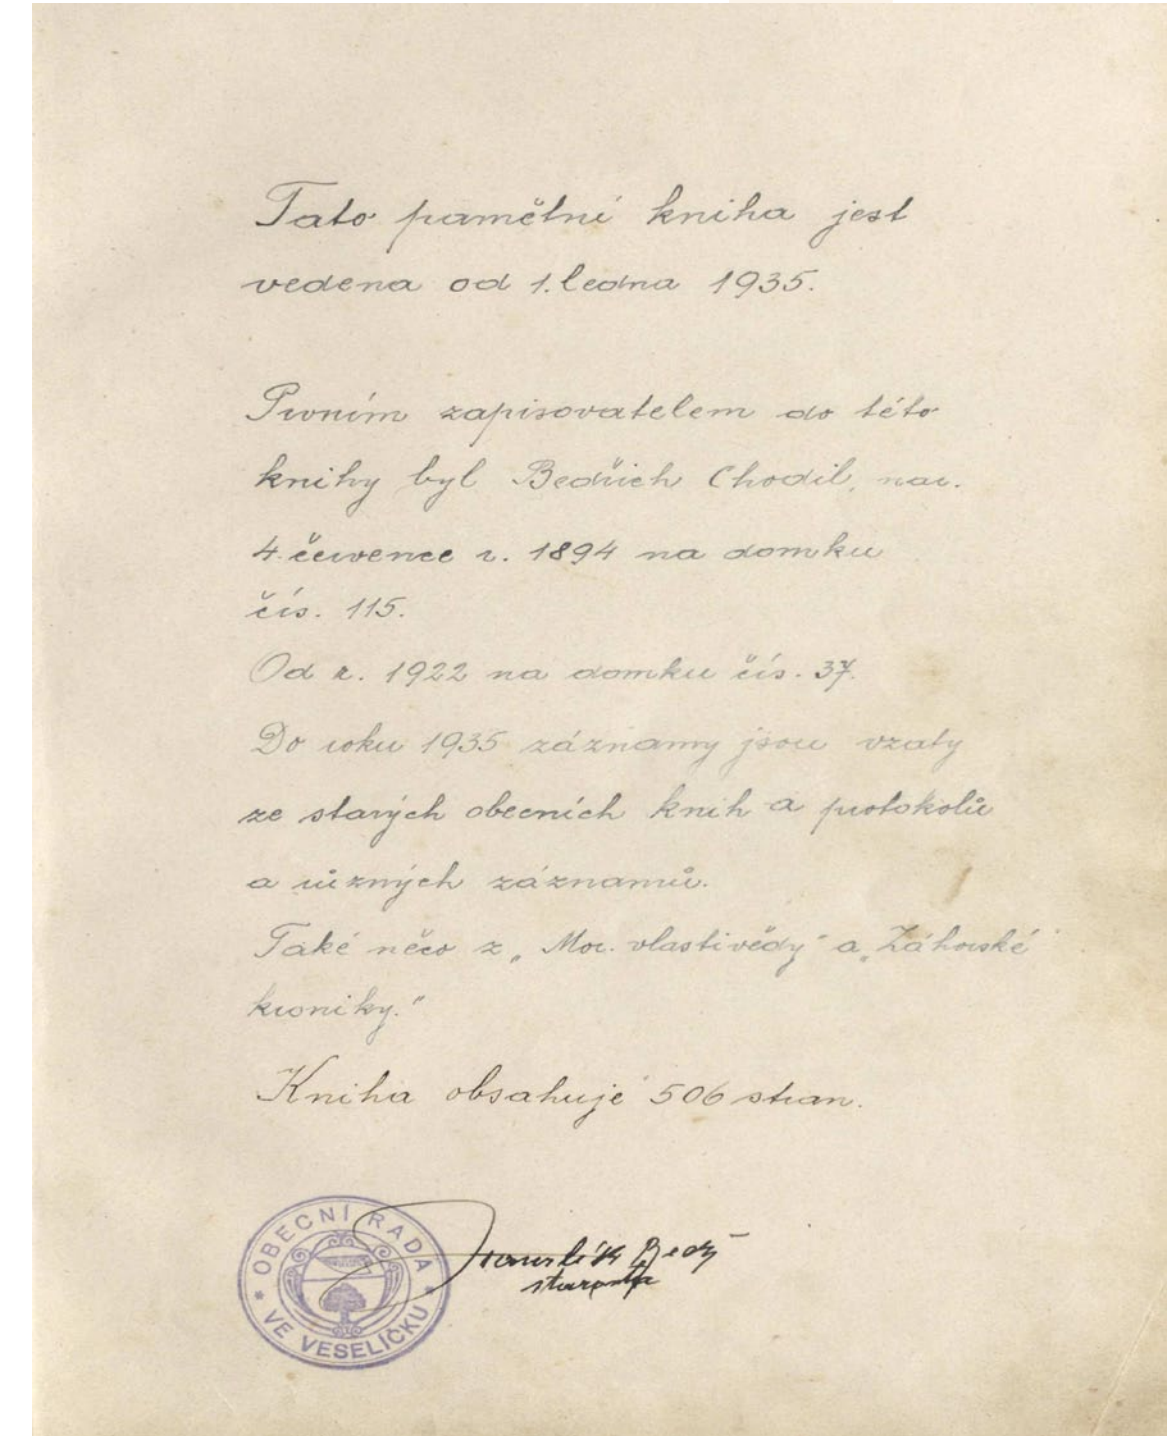 Tato pamětní kniha jest
vedena od 1. ledna 1935.
Prvním zapisovatelem do této
knihy byl Bedřich Chodil, nar.
4. července r. 1894 na domku
čís. 115.
Od r. 1922 na domku čís. 37.
Do roku 1935 záznamy jsou vzaty
ze starých obecních knih a protokolů
a různých záznamů.
Také něco z „Mor. vlastivědy" a „Záhorské
kroniky."
Kniha obsahuje 506 stran.
starosta
* OBECNÍ RADA * VE VESELÍČKU